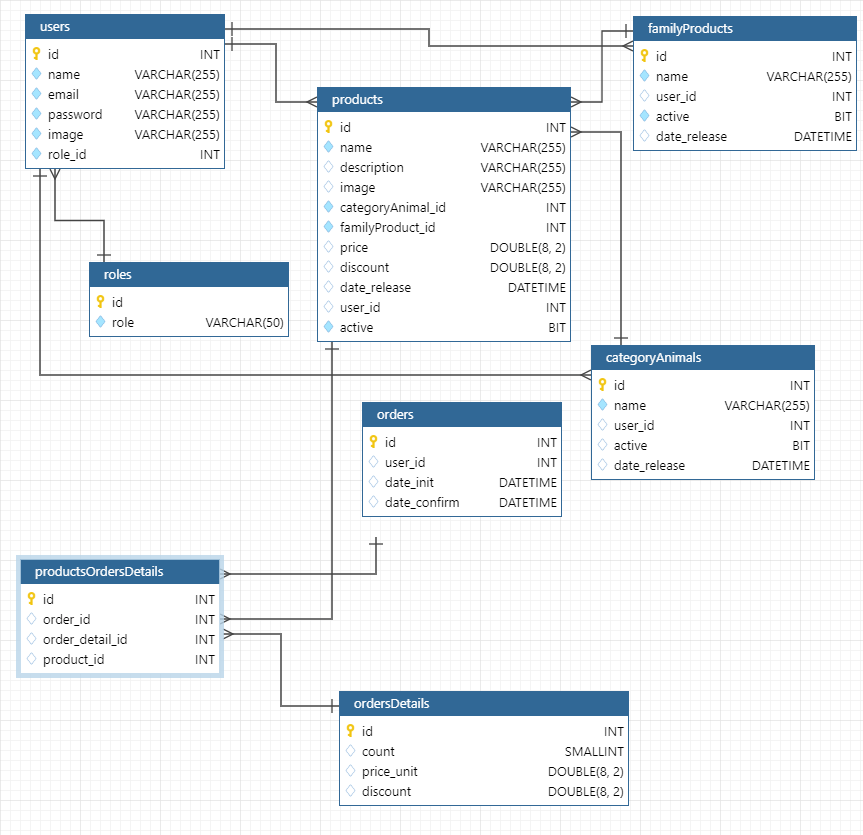 users
id INT
name VARCHAR(255)
email VARCHAR(255)
password VARCHAR(255)
image VARCHAR(255)
role_id INT
familyProducts
id INT
name VARCHAR(255)
user_id INT
active BIT
date_release DATETIME
products
id INT
name VARCHAR(255)
description VARCHAR(255)
image VARCHAR(255)
categoryAnimal_id INT
familyProduct_id INT
price DOUBLE(8, 2)
discount DOUBLE(8, 2)
date_release DATETIME
user_id INT
active BIT
roles
id
role VARCHAR(50)
categoryAnimals
id INT
name VARCHAR(255)
user_id INT
active BIT
date_release DATETIME
orders
id INT
user_id INT
date_init DATETIME
date_confirm DATETIME
productsOrdersDetails
id INT
order_id INT
order_detail_id INT
product_id INT
ordersDetails
id INT
count SMALLINT
price_unit DOUBLE(8, 2)
discount DOUBLE(8, 2)